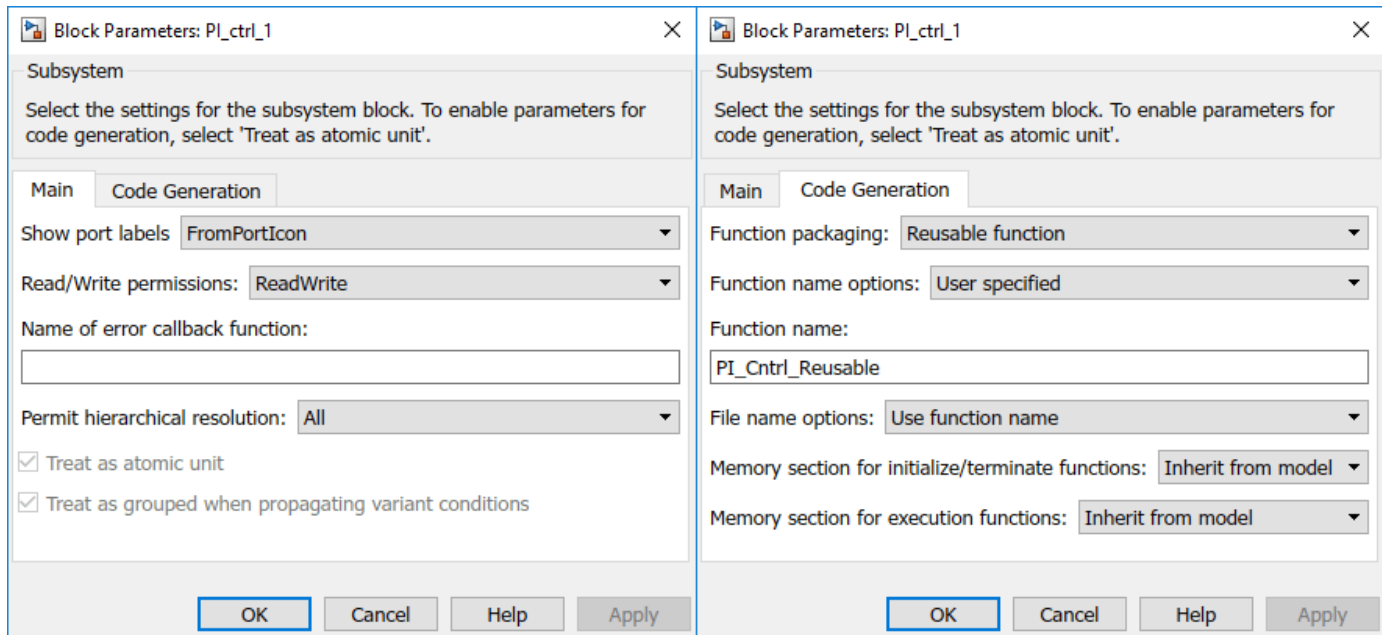 Block Parameters: PI_ctrl_1
Subsystem
Select the settings for the subsystem block. To enable parameters for
code generation, select 'Treat as atomic unit'.
Main
Code Generation
Show port labels FromPortIcon
Read/Write permissions: ReadWrite
Name of error callback function:
Permit hierarchical resolution: All
Treat as atomic unit
Treat as grouped when propagating variant conditions
OK
Cancel
Help
Apply
Block Parameters: PI_ctrl_1
Subsystem
Select the settings for the subsystem block. To enable parameters for
code generation, select 'Treat as atomic unit'.
Main
Code Generation
Function packaging: Reusable function
Function name options: User specified
Function name:
PI_Cntrl_Reusable
File name options: Use function name
Memory section for initialize/terminate functions: Inherit from model
Memory section for execution functions: Inherit from model
OK
Cancel
Help
Apply